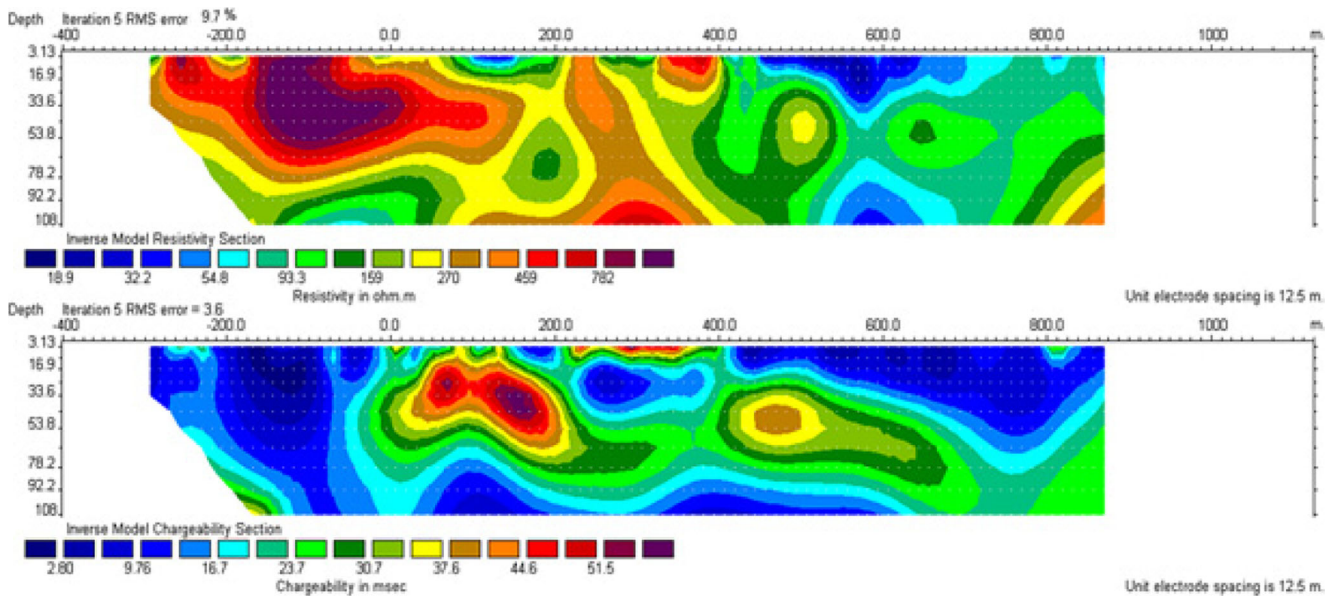 Depth Iteration 5 RMS error 9.7 %
-400 -200.0 0.0 200.0 400.0 600.0 800.0 1000 m.
3.13
16.9
33.6
53.8
78.2
92.2
108.
Inverse Model Resistivity Section
18.9 32.2 54.8 93.3 159 270 459 782
Resistivity in ohm.m
Unit electrode spacing is 12.5 m.
Depth Iteration 5 RMS error = 3.6
-400 -200.0 0.0 200.0 400.0 600.0 800.0 1000 m.
3.13
16.9
33.6
53.8
78.2
92.2
108.
Inverse Model Chargeability Section
2.80 9.76 16.7 23.7 30.7 37.6 44.6 51.5
Chargeability in msec
Unit electrode spacing is 12.5 m.